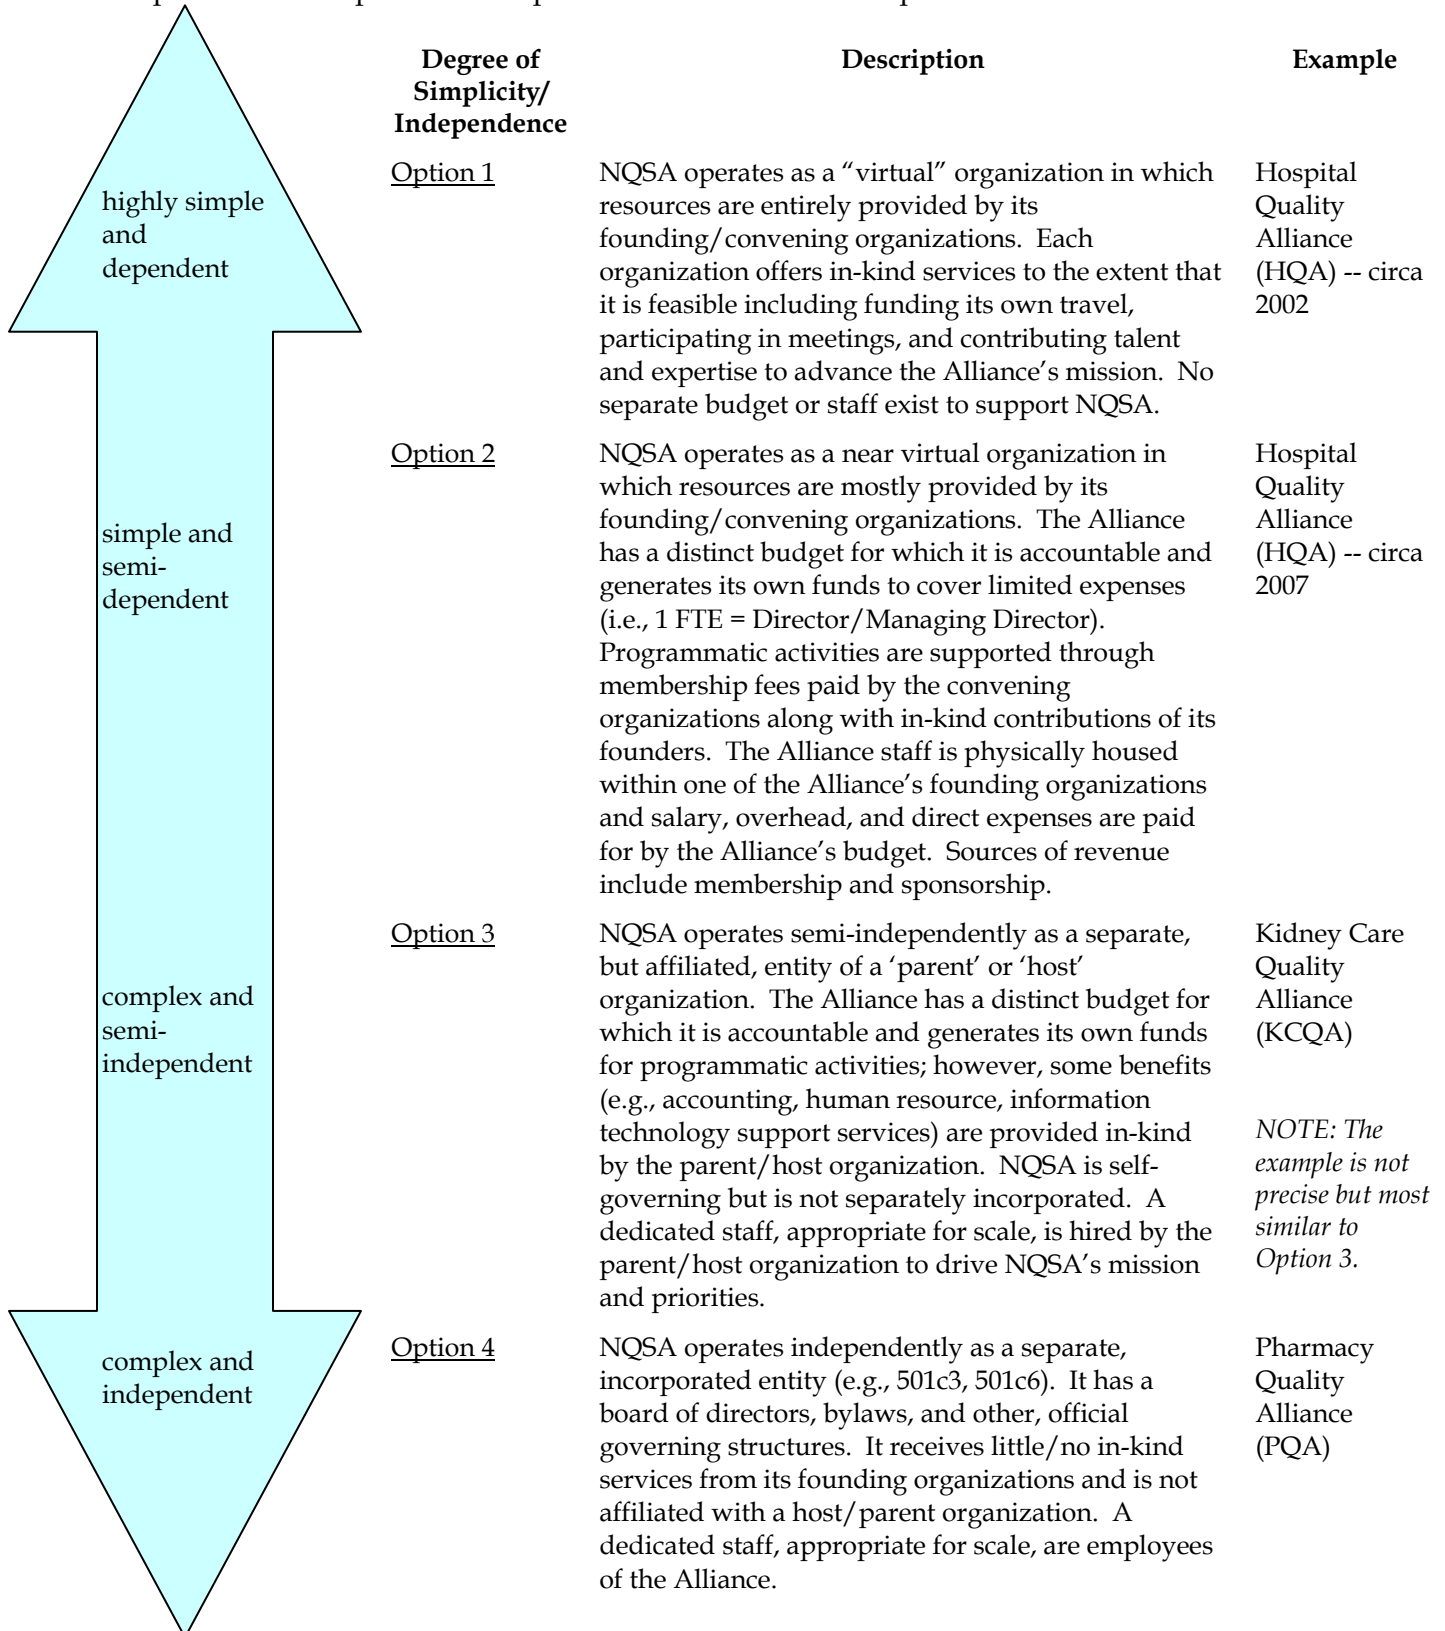 Degree of
Simplicity/
Independence
Description
Example
highly simple
and
dependent
Option 1
NQSA operates as a “virtual” organization in which
resources are entirely provided by its
founding/convening organizations.  Each
organization offers in-kind services to the extent that
it is feasible including funding its own travel,
participating in meetings, and contributing talent
and expertise to advance the Alliance’s mission.  No
separate budget or staff exist to support NQSA.
Hospital
Quality
Alliance
(HQA) -- circa
2002
simple and
semi-
dependent
Option 2
NQSA operates as a near virtual organization in
which resources are mostly provided by its
founding/convening organizations.  The Alliance
has a distinct budget for which it is accountable and
generates its own funds to cover limited expenses
(i.e., 1 FTE = Director/Managing Director).
Programmatic activities are supported through
membership fees paid by the convening
organizations along with in-kind contributions of its
founders.  The Alliance staff is physically housed
within one of the Alliance’s founding organizations
and salary, overhead, and direct expenses are paid
for by the Alliance’s budget.  Sources of revenue
include membership and sponsorship.
Hospital
Quality
Alliance
(HQA) -- circa
2007
complex and
semi-
independent
Option 3
NQSA operates semi-independently as a separate,
but affiliated, entity of a ‘parent’ or ‘host’
organization.  The Alliance has a distinct budget for
which it is accountable and generates its own funds
for programmatic activities; however, some benefits
(e.g., accounting, human resource, information
technology support services) are provided in-kind
by the parent/host organization.  NQSA is self-
governing but is not separately incorporated.  A
dedicated staff, appropriate for scale, is hired by the
parent/host organization to drive NQSA’s mission
and priorities.
Kidney Care
Quality
Alliance
(KCQA)
NOTE: The
example is not
precise but most
similar to
Option 3.
complex and
independent
Option 4
NQSA operates independently as a separate,
incorporated entity (e.g., 501c3, 501c6).  It has a
board of directors, bylaws, and other, official
governing structures.  It receives little/no in-kind
services from its founding organizations and is not
affiliated with a host/parent organization.  A
dedicated staff, appropriate for scale, are employees
of the Alliance.
Pharmacy
Quality
Alliance
(PQA)